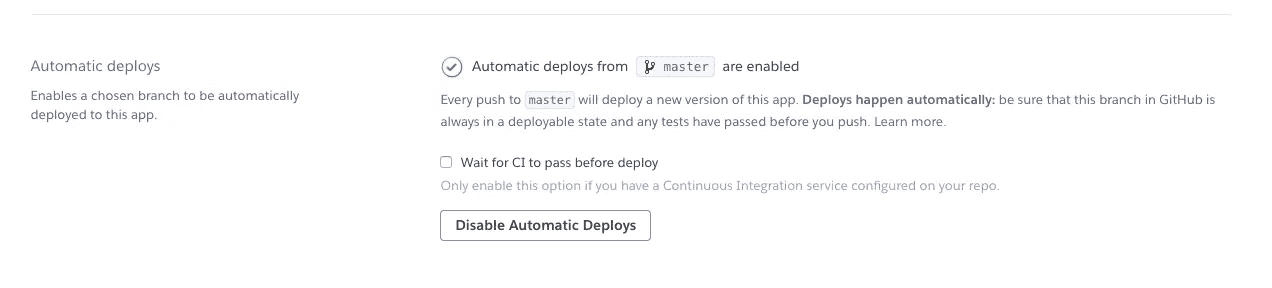 Automatic deploys
Enables a chosen branch to be automatically
deployed to this app.
Automatic deploys from master are enabled
Every push to master will deploy a new version of this app. Deploys happen automatically: be sure that this branch in GitHub is
always in a deployable state and any tests have passed before you push. Learn more.
Wait for CI to pass before deploy
Only enable this option if you have a Continuous Integration service configured on your repo.
Disable Automatic Deploys